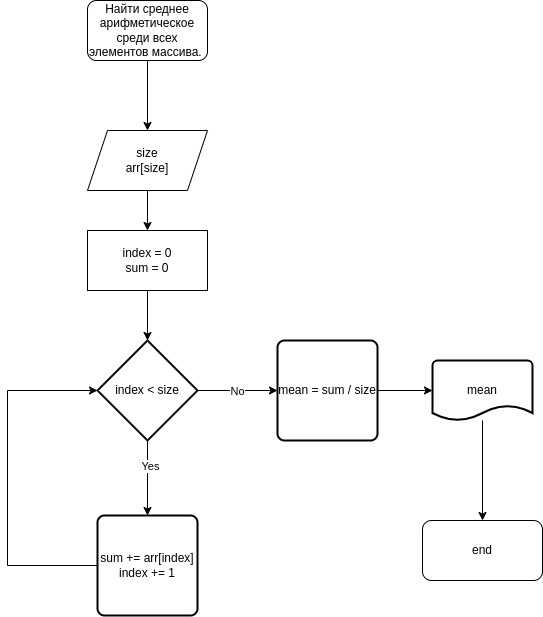 Найти среднее
арифметическое
среди всех
элементов массива.
size
arr[size]
index = 0
sum = 0
index < size
No
mean = sum / size
mean
Yes
sum += arr[index]
index += 1
end